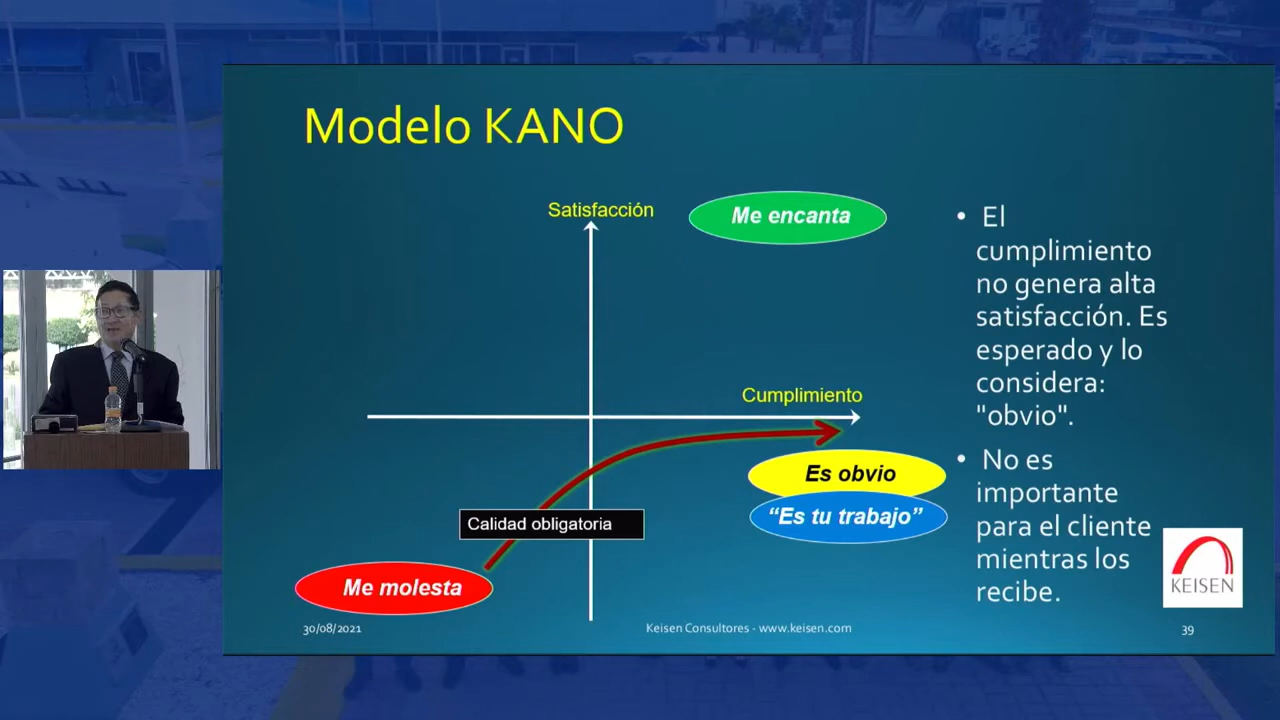 Modelo KANO
Satisfacción
Me encanta
Cumplimiento
Es obvio
“Es tu trabajo”
Calidad obligatoria
Me molesta
• El
cumplimiento
no genera alta
satisfacción. Es
esperado y lo
considera:
"obvio".
• No es
importante
para el cliente
mientras los
recibe.
KEISEN
30/08/2021
Keisen Consultores - www.keisen.com
39